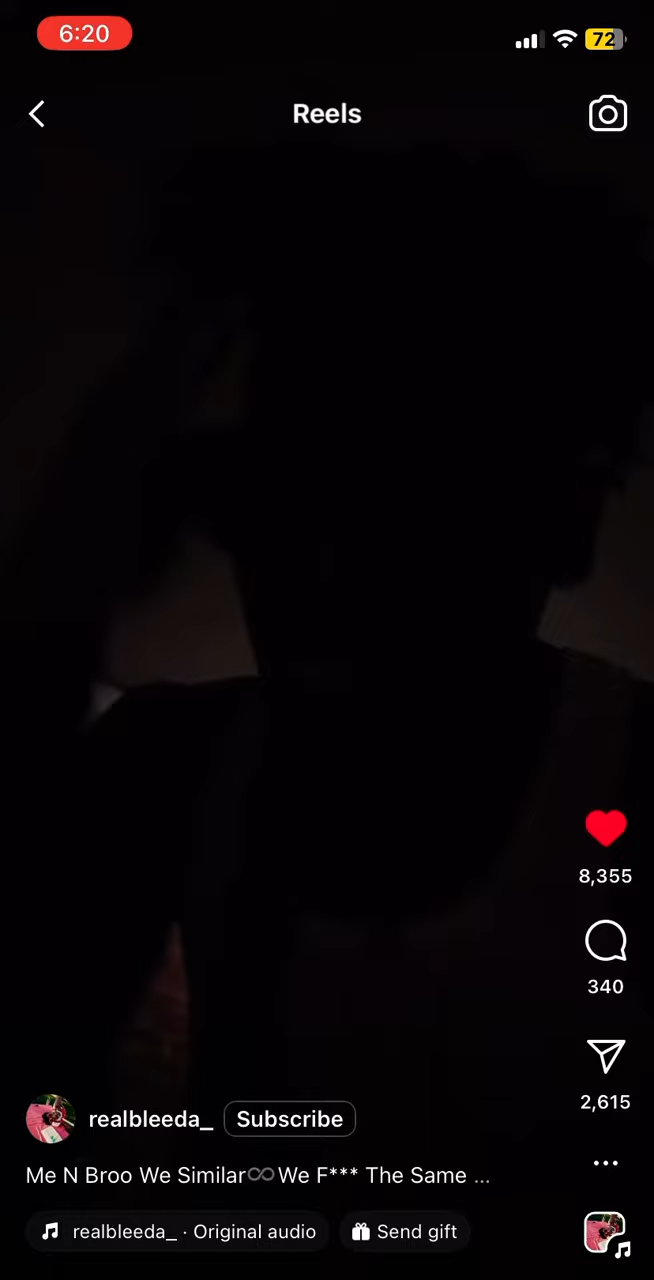 6:20
72
Reels
8,355
340
2,615
realbleeda_ Subscribe
Me N Broo We Similar♾️We F*** The Same ...
realbleeda_ · Original audio
Send gift